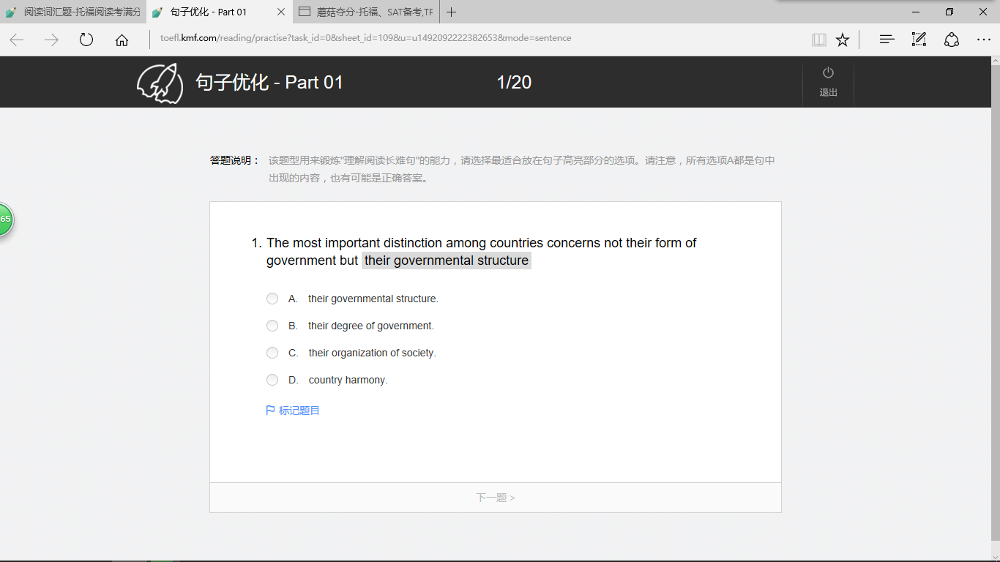 阅读词汇题-托福阅读考满分
句子优化 - Part 01
蘑菇夺分-托福、SAT备考,TF
toefl.kmf.com/reading/practise?task_id=0&sheet_id=109&u=u14920922222382653&mode=sentence
句子优化 - Part 01
1/20
退出
答题说明： 该题型用来锻炼"理解阅读长难句"的能力，请选择最适合放在句子高亮部分的选项。请注意，所有选项A都是句中
出现的内容，也有可能是正确答案。
65
1. The most important distinction among countries concerns not their form of
government but their governmental structure
A. their governmental structure.
B. their degree of government.
C. their organization of society.
D. country harmony.
标记题目
下一题 >